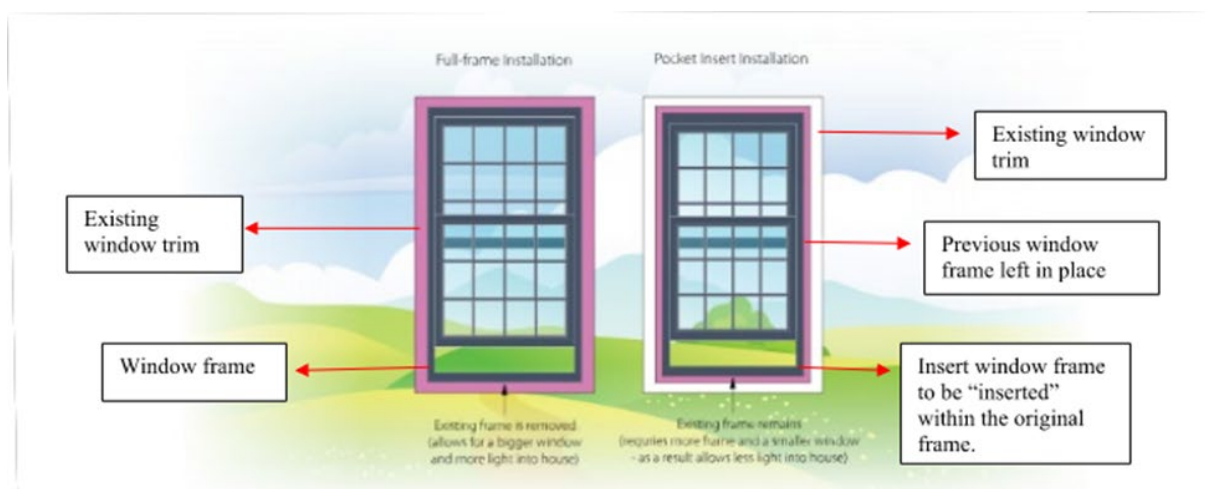 Full-frame Installation
Pocket Insert Installation
Existing window
trim
Existing
window trim
Previous window
frame left in place
Window frame
Insert window frame
to be “inserted”
within the original
frame.
Existing frame is removed
(allows for a bigger window
and more light into house)
Existing frame remains
(requries more frame and a smaller window
- as a result allows less light into house)